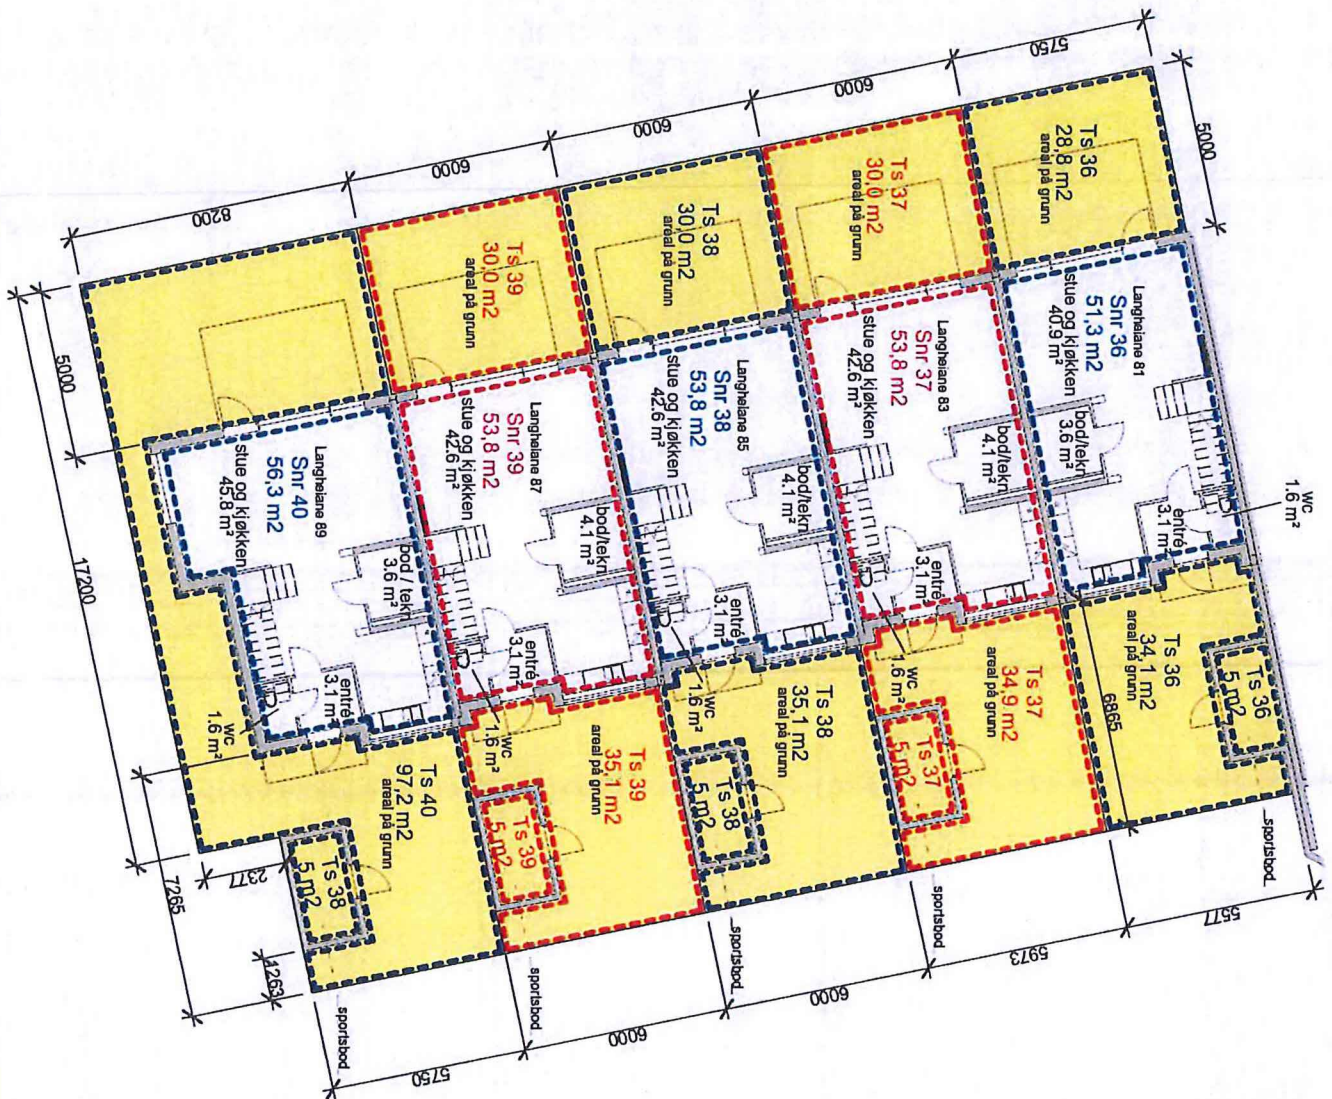 5750
6000
6000
6000
8200
5000
Ts 36
28,8 m2
areal på grunn
Ts 37
30,0 m2
areal på grunn
Ts 38
30,0 m2
areal på grunn
Ts 39
30,0 m2
areal på grunn
Langheiane 81
Snr 36
51,3 m2
stue og kjøkken
40.9 m²
bod/tekn
3.6 m²
entré
3.1 m²
wc
1.6 m²
Langheiane 83
Snr 37
53,8 m2
stue og kjøkken
42.6 m²
bod/tekn
4.1 m²
entré
3.1 m²
wc
1.6 m²
Langheiane 85
Snr 38
53,8 m2
stue og kjøkken
42.6 m²
bod/tekn
4.1 m²
entré
3.1 m²
wc
1.6 m²
Langheiane 87
Snr 39
53,8 m2
stue og kjøkken
42.6 m²
bod/tekn
4.1 m²
entré
3.1 m²
wc
1.6 m²
Langheiane 89
Snr 40
56,3 m2
stue og kjøkken
45.8 m²
bod / tekn
3.6 m²
entré
3.1 m²
wc
1.6 m²
Ts 36
34,1 m2
areal på grunn
Ts 36
5 m2
6865
Ts 37
34,9 m2
areal på grunn
Ts 37
5 m2
Ts 38
35,1 m2
areal på grunn
Ts 38
5 m2
Ts 39
35,1 m2
areal på grunn
Ts 39
5 m2
Ts 40
97,2 m2
areal på grunn
Ts 38
5 m2
sportsbod
sportsbod
sportsbod
sportsbod
sportsbod
5577
5973
6000
6000
5750
5000
17200
7265
2377
1263